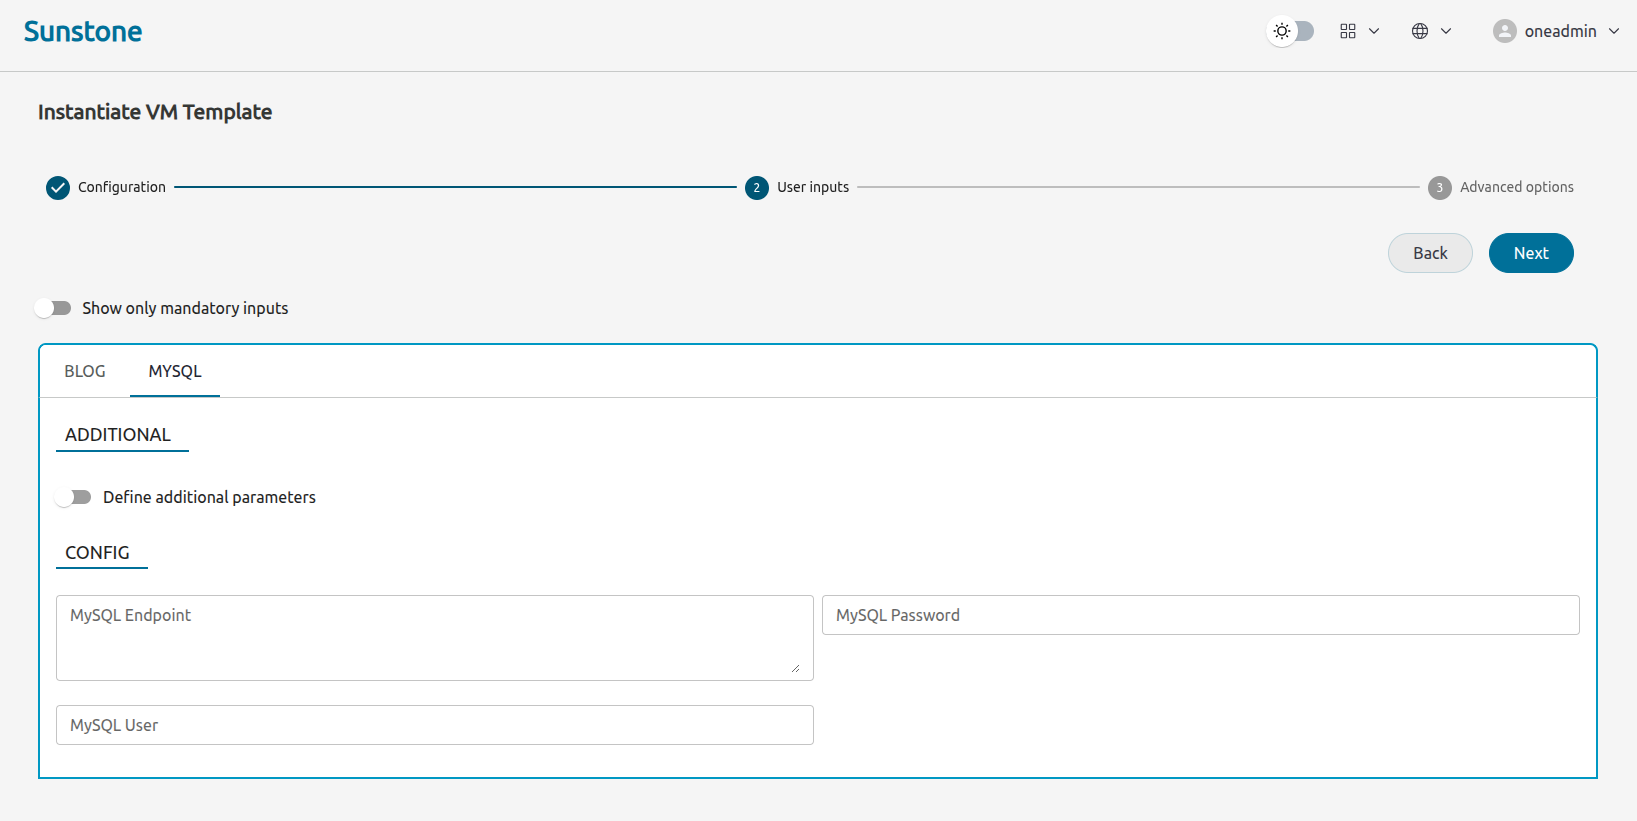 Sunstone
oneadmin
Instantiate VM Template
Configuration
2 User inputs
3 Advanced options
Back Next
Show only mandatory inputs
BLOG MYSQL
ADDITIONAL
Define additional parameters
CONFIG
MySQL Endpoint MySQL Password
MySQL User